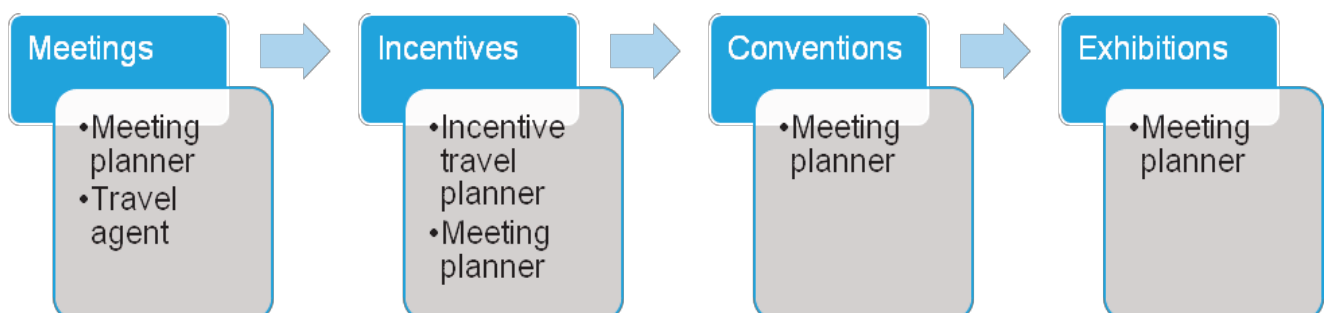 Meetings
•Meeting
planner
•Travel
agent
Incentives
•Incentive
travel
planner
•Meeting
planner
Conventions
•Meeting
planner
Exhibitions
•Meeting
planner